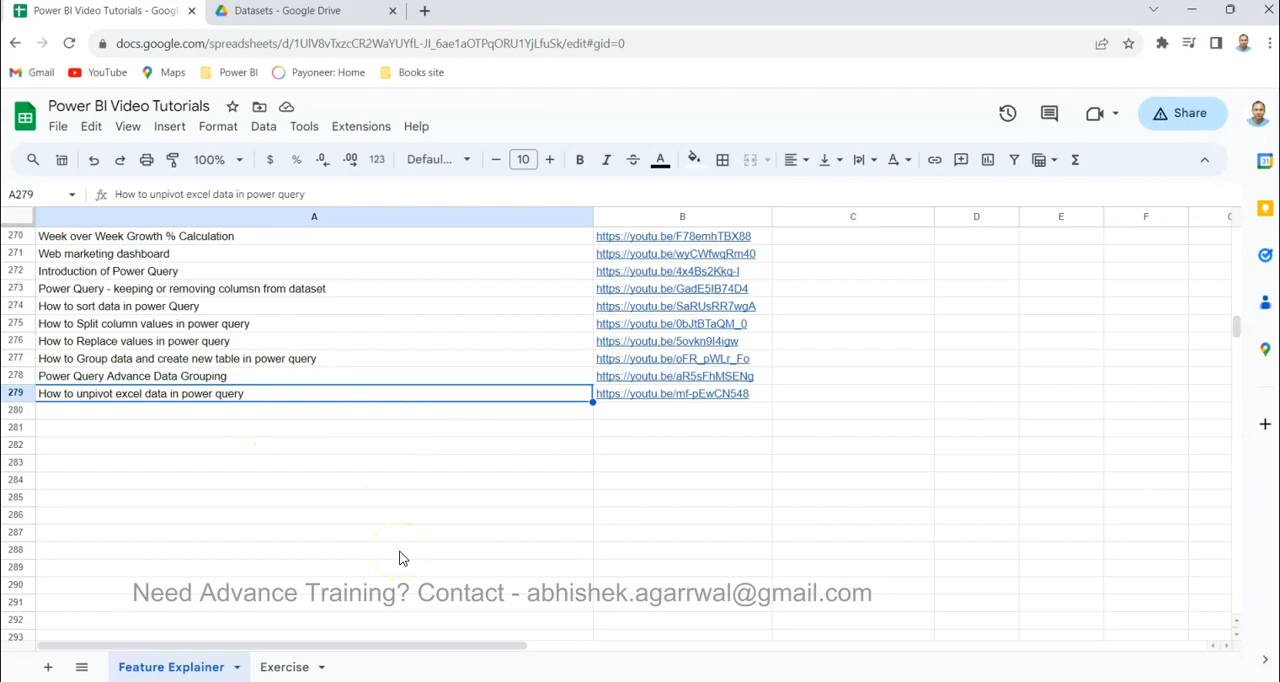 Power BI Video Tutorials - Googl
Datasets - Google Drive
docs.google.com/spreadsheets/d/1UlV8vTxzcCR2WaYUYfL-JI_6ae1aOTPqORU1YjLfuSk/edit#gid=0
Gmail YouTube Maps Power BI Payoneer: Home Books site
Power BI Video Tutorials
Share
File Edit View Insert Format Data Tools Extensions Help
100% $ % .0 .00 123 Defaul... 10 B I A
A279 fx How to unpivot excel data in power query
A B C D E F
270 Week over Week Growth % Calculation https://youtu.be/F78emhTBX88
271 Web marketing dashboard https://youtu.be/wyCWfwqRm40
272 Introduction of Power Query https://youtu.be/4x4Bs2Kkq-I
273 Power Query - keeping or removing columsn from dataset https://youtu.be/GadE5IB74D4
274 How to sort data in power Query https://youtu.be/SaRUsRR7wgA
275 How to Split column values in power query https://youtu.be/0bJtBTaQM_0
276 How to Replace values in power query https://youtu.be/5ovkn9I4igw
277 How to Group data and create new table in power query https://youtu.be/oFR_pWLr_Fo
278 Power Query Advance Data Grouping https://youtu.be/aR5sFhMSENg
279 How to unpivot excel data in power query https://youtu.be/mf-pEwCN548
280
281
282
283
284
285
286
287
288
289
290
Need Advance Training? Contact - abhishek.agarrwal@gmail.com
291
292
293
Feature Explainer Exercise